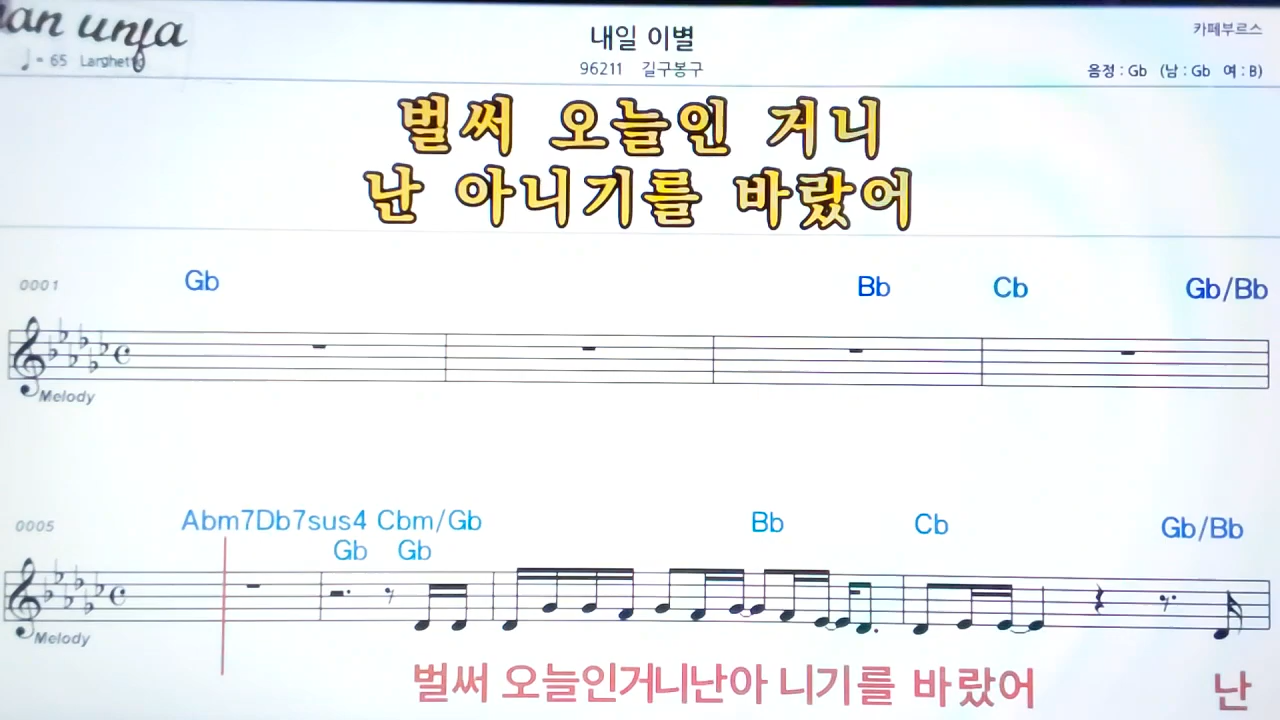 an unja
내일 이별
카페부르스
♩= 65 Larghetto
96211 길구봉구
음정 : Gb (남 : Gb 여 : B)
벌써 오늘인 거니
난 아니기를 바랐어
0001 Gb Bb Cb Gb/Bb
Melody
0005 Abm7Db7sus4 Cbm/Gb Bb Cb Gb/Bb
Gb Gb
Melody
벌써 오늘인거니난아 니기를 바랐어 난